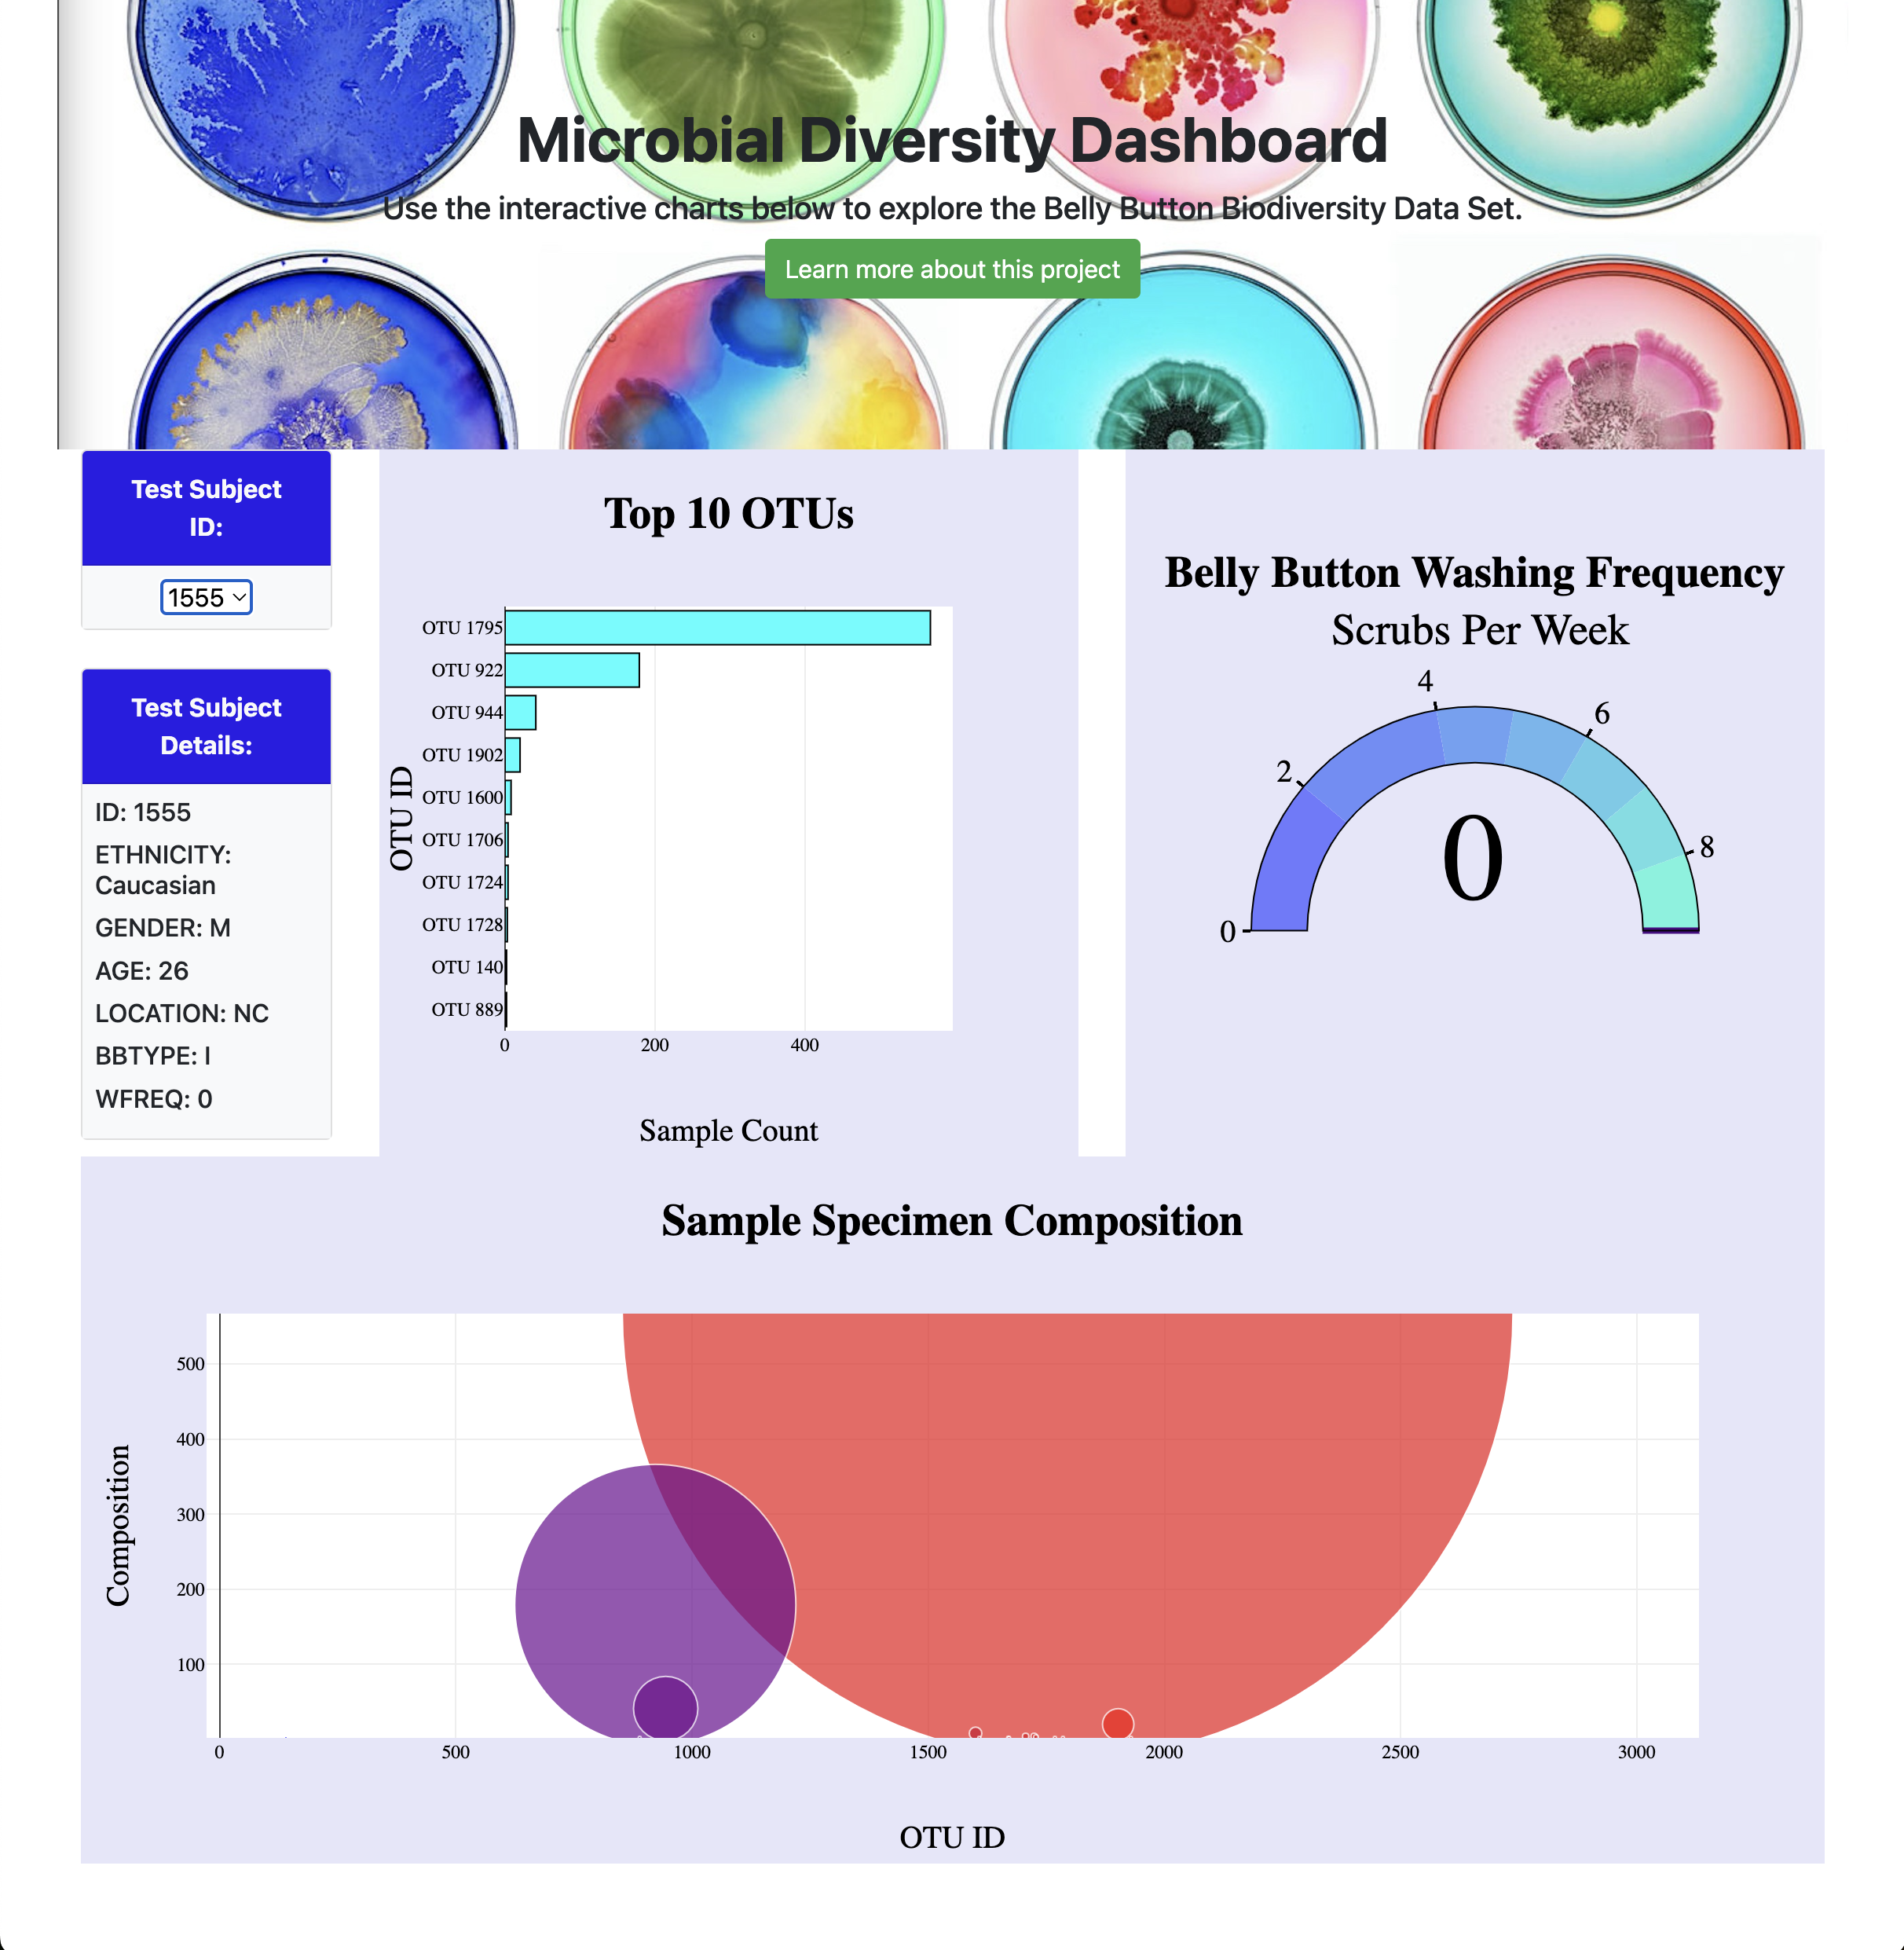 Microbial Diversity Dashboard
Use the interactive charts below to explore the Belly Button Biodiversity Data Set.
Learn more about this project
Test Subject
ID:
1555
Test Subject
Details:
ID: 1555
ETHNICITY:
Caucasian
GENDER: M
AGE: 26
LOCATION: NC
BBTYPE: I
WFREQ: 0
Top 10 OTUs
OTU ID
OTU 1795
OTU 922
OTU 944
OTU 1902
OTU 1600
OTU 1706
OTU 1724
OTU 1728
OTU 140
OTU 889
0 200 400
Sample Count
Belly Button Washing Frequency
Scrubs Per Week
0
2
4
6
8
0
Sample Specimen Composition
Composition
500
400
300
200
100
0 500 1000 1500 2000 2500 3000
OTU ID